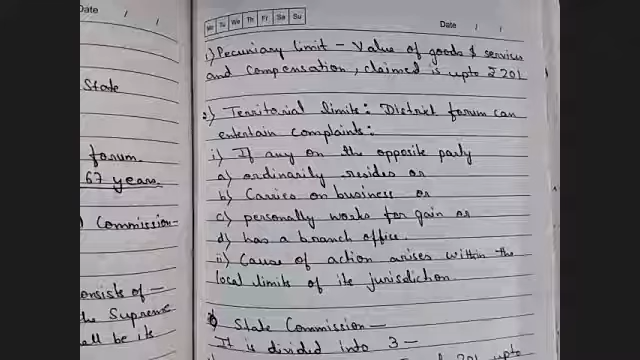 Date / /
State
forum.
67 years.
Commission-
onsists of -
the Supreme
all be its
Mo Tu We Th Fr Sa Su
Date / /
1) Pecuniary limit - Value of goods & services
and compensation, claimed is upto ₹20L
2) Territorial limits: District forum can
entertain complaints:
i) If any on the opposite party
a) ordinarily resides or
b) Carries on business or
c) personally works for gain or
d) has a branch office.
ii) Cause of action arises within the
local limits of its jurisdiction
State Commission-
It is divided into 3 -
20L upto